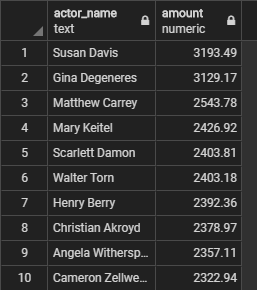 actor_name amount
text numeric
1 Susan Davis 3193.49
2 Gina Degeneres 3129.17
3 Matthew Carrey 2543.78
4 Mary Keitel 2426.92
5 Scarlett Damon 2403.81
6 Walter Torn 2403.18
7 Henry Berry 2392.36
8 Christian Akroyd 2378.97
9 Angela Withersp... 2357.11
10 Cameron Zellwe... 2322.94